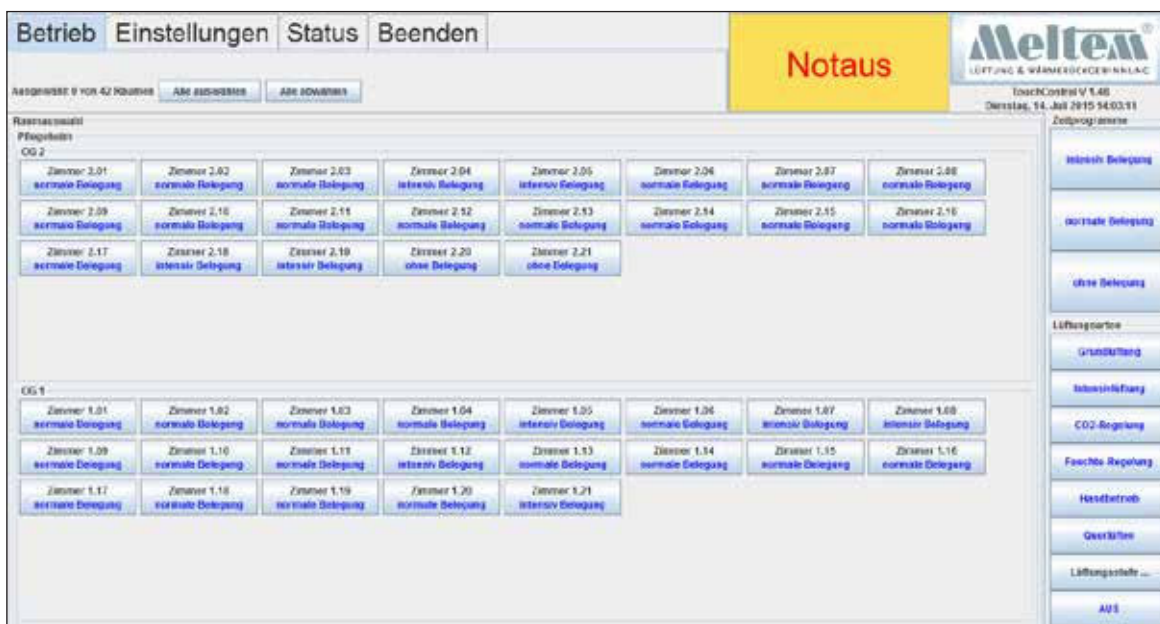 Betrieb Einstellungen Status Beenden
Notaus
Meltem
LÜFTUNG & WÄRMERÜCKGEWINNUNG
TouchControl V 1.46
Dienstag, 14. Juli 2015 14:03:11
Ausgewählt 0 von 42 Räumen Alle auswählen Alle abwählen
Raumauswahl
Pflegeheim
OG 2
Zimmer 2.01 Zimmer 2.02 Zimmer 2.03 Zimmer 2.04 Zimmer 2.05 Zimmer 2.06 Zimmer 2.07 Zimmer 2.08
normale Belegung normale Belegung normale Belegung intensiv Belegung intensiv Belegung normale Belegung normale Belegung normale Belegung
Zimmer 2.09 Zimmer 2.10 Zimmer 2.11 Zimmer 2.12 Zimmer 2.13 Zimmer 2.14 Zimmer 2.15 Zimmer 2.16
normale Belegung normale Belegung normale Belegung normale Belegung normale Belegung normale Belegung normale Belegung normale Belegung
Zimmer 2.17 Zimmer 2.18 Zimmer 2.19 Zimmer 2.20 Zimmer 2.21
normale Belegung intensiv Belegung intensiv Belegung ohne Belegung ohne Belegung
OG 1
Zimmer 1.01 Zimmer 1.02 Zimmer 1.03 Zimmer 1.04 Zimmer 1.05 Zimmer 1.06 Zimmer 1.07 Zimmer 1.08
normale Belegung normale Belegung normale Belegung normale Belegung intensiv Belegung normale Belegung intensiv Belegung intensiv Belegung
Zimmer 1.09 Zimmer 1.10 Zimmer 1.11 Zimmer 1.12 Zimmer 1.13 Zimmer 1.14 Zimmer 1.15 Zimmer 1.16
normale Belegung normale Belegung normale Belegung intensiv Belegung normale Belegung normale Belegung normale Belegung normale Belegung
Zimmer 1.17 Zimmer 1.18 Zimmer 1.19 Zimmer 1.20 Zimmer 1.21
normale Belegung normale Belegung normale Belegung normale Belegung intensiv Belegung
Zeitprogramme
intensiv Belegung
normale Belegung
ohne Belegung
Lüftungsarten
Grundlüftung
Intensivlüftung
CO2-Regelung
Feuchte-Regelung
Handbetrieb
Querlüften
Lüftungsstufe ...
AUS